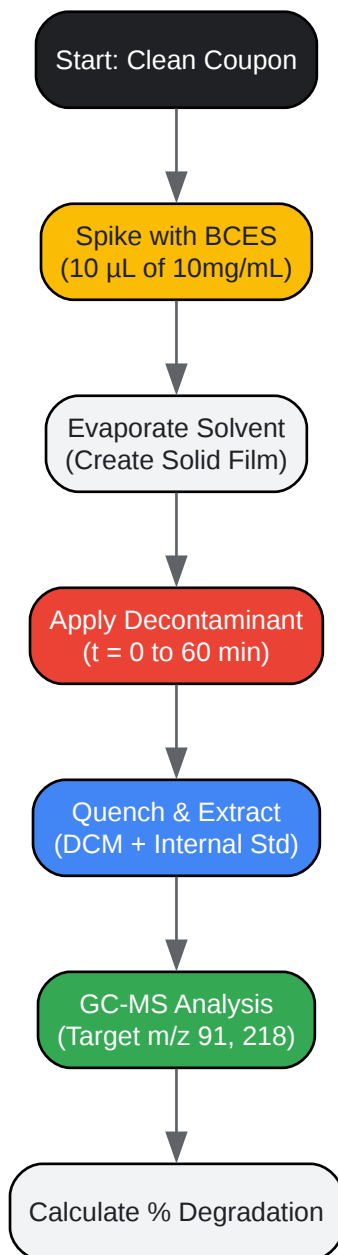 Start: Clean Coupon
Spike with BCES
(10 µL of 10mg/mL)
Evaporate Solvent
(Create Solid Film)
Apply Decontaminant
(t = 0 to 60 min)
Quench & Extract
(DCM + Internal Std)
GC-MS Analysis
(Target m/z 91, 218)
Calculate % Degradation